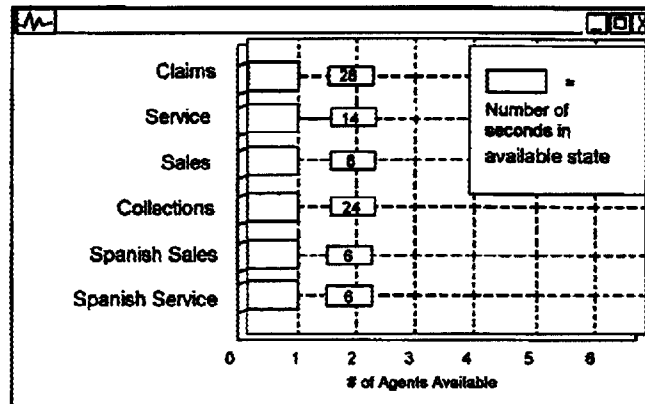 Claims
28
Service
14
Sales
8
Collections
24
Spanish Sales
6
Spanish Service
6
=
Number of
seconds in
available state
0 1 2 3 4 5 6
# of Agents Available